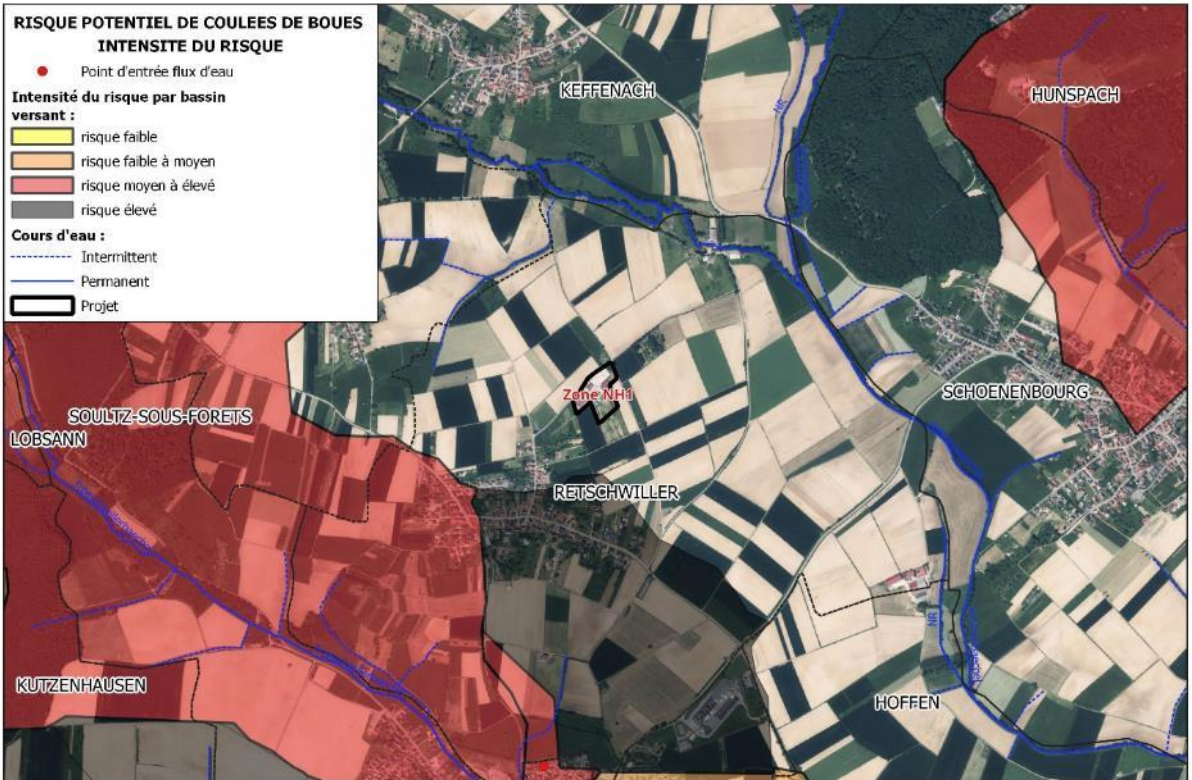 RISQUE POTENTIEL DE COULEES DE BOUES
INTENSITE DU RISQUE
Point d'entrée flux d'eau
Intensité du risque par bassin
versant :
risque faible
risque faible à moyen
risque moyen à élevé
risque élevé
Cours d'eau :
Intermittent
Permanent
Projet
KEFFENACH
HUNSPACH
NR
Zone NH1
SCHOENENBOURG
SOULTZ-SOUS-FORETS
LOBSANN
RETSCHWILLER
NR
KUTZENHAUSEN
HOFFEN